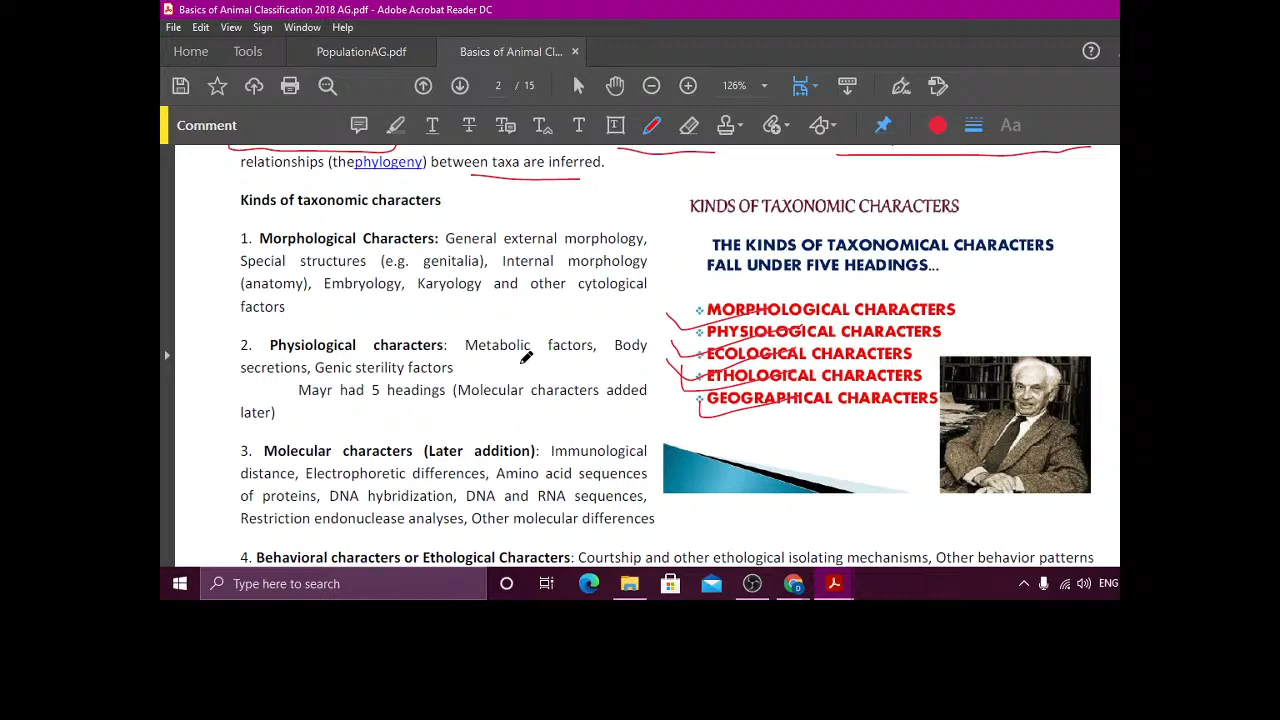 Basics of Animal Classification 2018 AG.pdf - Adobe Acrobat Reader DC
File Edit View Sign Window Help
Home Tools PopulationAG.pdf Basics of Animal Cl... ×
2 / 15 126%
Comment
Aa
relationships (thephylogeny) between taxa are inferred.
Kinds of taxonomic characters
1. Morphological Characters: General external morphology,
Special structures (e.g. genitalia), Internal morphology
(anatomy), Embryology, Karyology and other cytological
factors
2. Physiological characters: Metabolic factors, Body
secretions, Genic sterility factors
Mayr had 5 headings (Molecular characters added
later)
3. Molecular characters (Later addition): Immunological
distance, Electrophoretic differences, Amino acid sequences
of proteins, DNA hybridization, DNA and RNA sequences,
Restriction endonuclease analyses, Other molecular differences
KINDS OF TAXONOMIC CHARACTERS
THE KINDS OF TAXONOMICAL CHARACTERS
FALL UNDER FIVE HEADINGS...
MORPHOLOGICAL CHARACTERS
PHYSIOLOGICAL CHARACTERS
ECOLOGICAL CHARACTERS
ETHOLOGICAL CHARACTERS
GEOGRAPHICAL CHARACTERS
4. Behavioral characters or Ethological Characters: Courtship and other ethological isolating mechanisms, Other behavior patterns
Type here to search
ENG